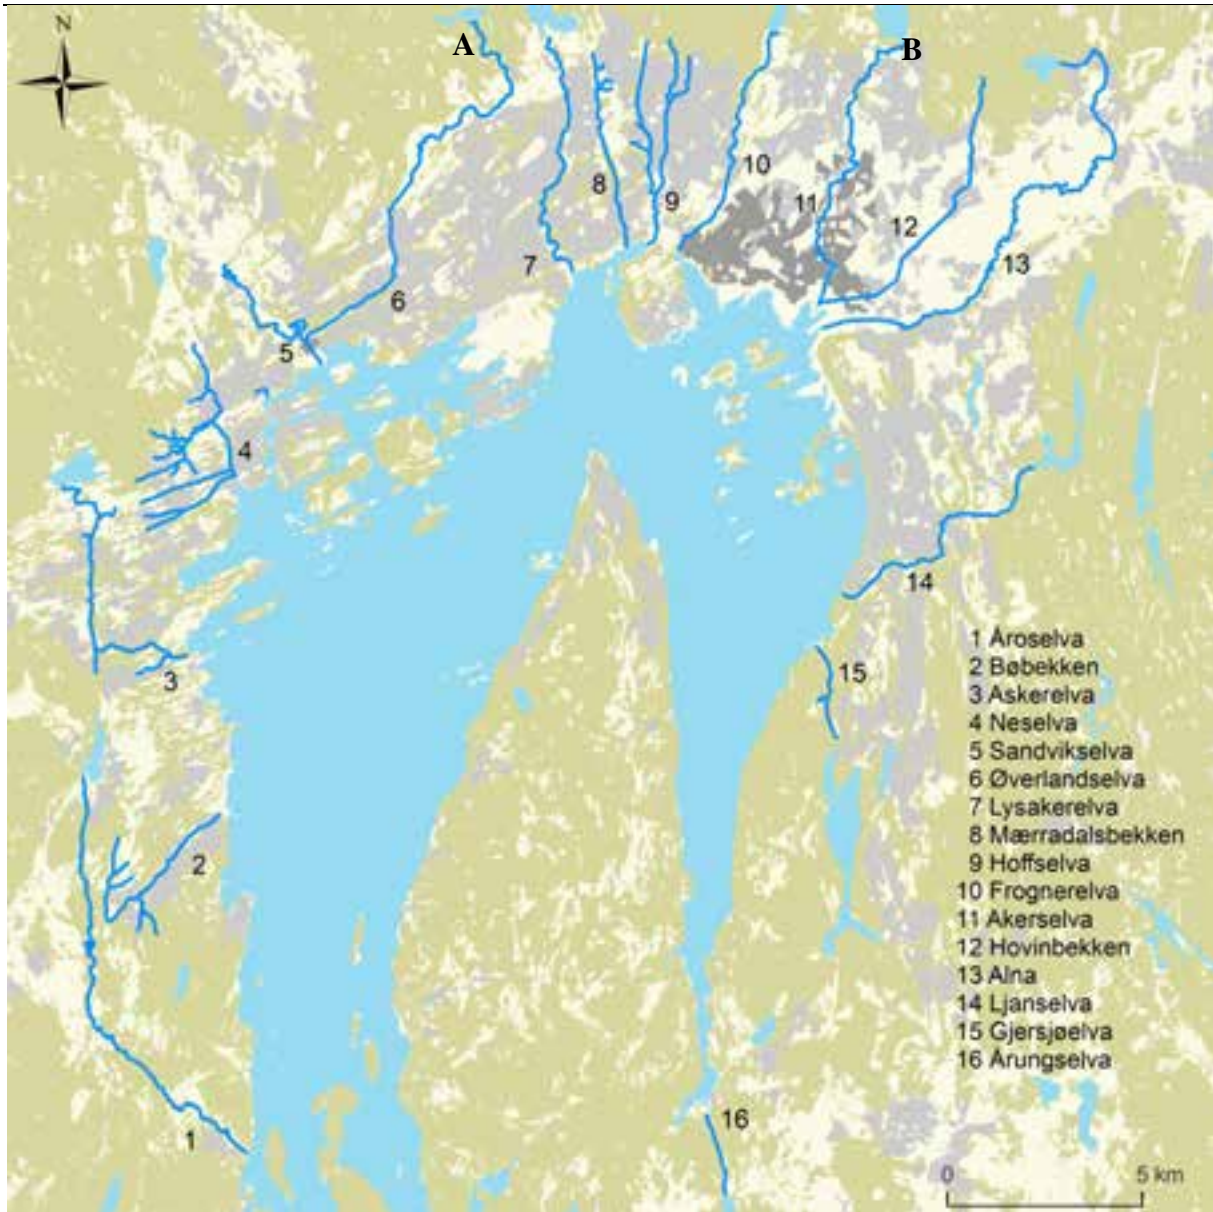 N
A
B
10
8
11
9
12
7
13
6
5
4
14
15
3
1 Åroselva
2 Bøbekken
3 Askerelva
4 Neselva
5 Sandvikselva
6 Øverlandselva
7 Lysakerelva
8 Mærradalsbekken
9 Hoffselva
10 Frognerelva
11 Akerselva
12 Hovinbekken
13 Alna
14 Ljanselva
15 Gjersjøelva
16 Årungselva
2
16
1
0 5 km